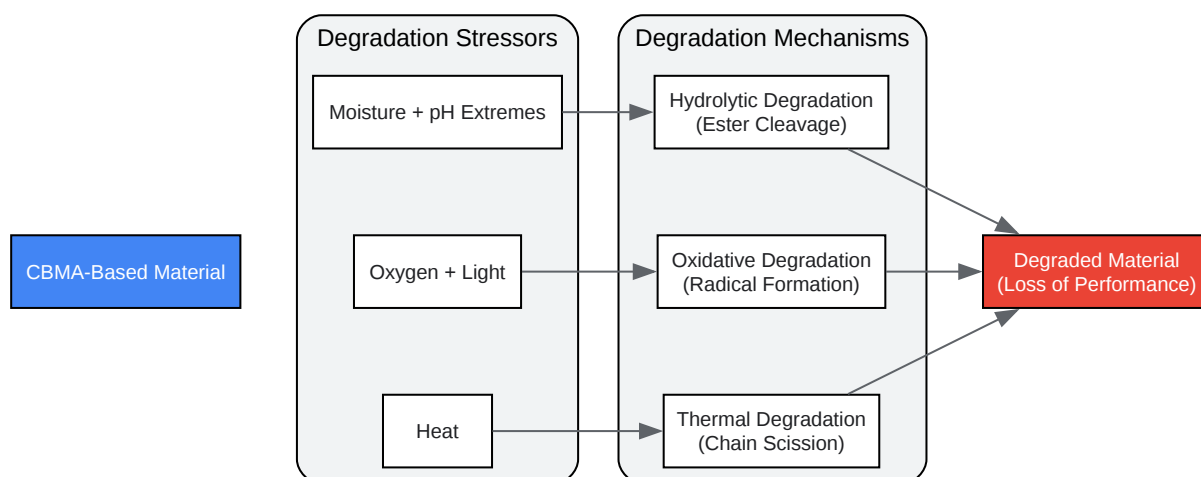 Degradation Stressors
Degradation Mechanisms
Moisture + pH Extremes
Hydrolytic Degradation
(Ester Cleavage)
CBMA-Based Material
Oxygen + Light
Oxidative Degradation
(Radical Formation)
Degraded Material
(Loss of Performance)
Heat
Thermal Degradation
(Chain Scission)